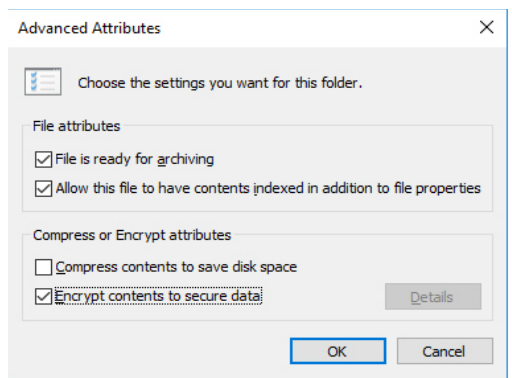 Advanced Attributes
Choose the settings you want for this folder.
File attributes
File is ready for archiving
Allow this file to have contents indexed in addition to file properties
Compress or Encrypt attributes
Compress contents to save disk space
Encrypt contents to secure data
Details
OK
Cancel